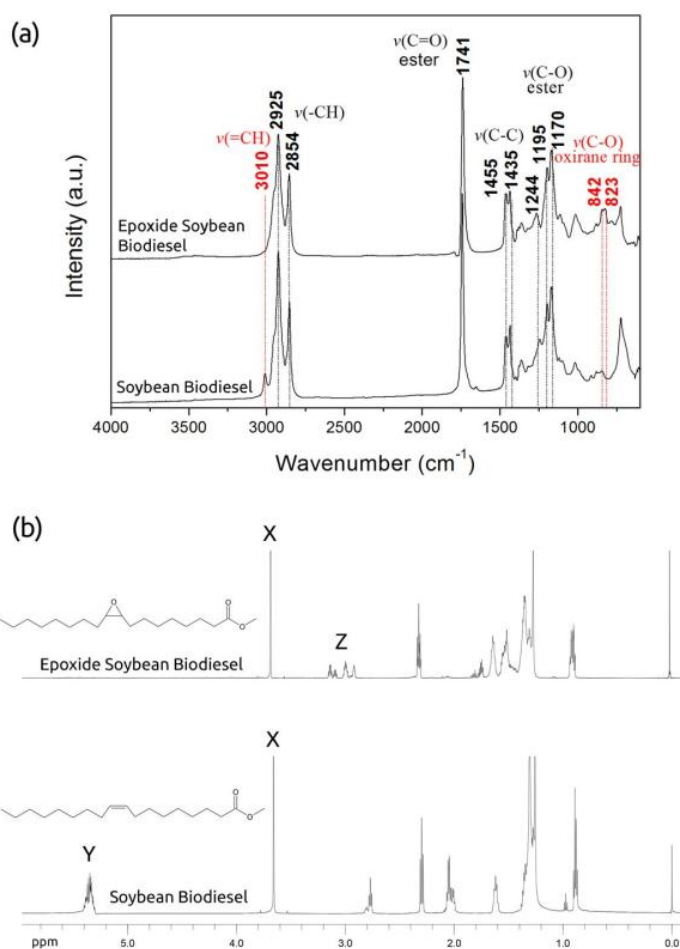 (a)
ν(C=O)
ester
1741
ν(C-O)
ester
2925
ν(-CH)
2854
ν(=CH)
3010
ν(C-C)
1455
1435
1244
1195
1170
ν(C-O)
oxirane ring
842
823
Epoxide Soybean
Biodiesel
Soybean Biodiesel
Intensity (a.u.)
4000 3500 3000 2500 2000 1500 1000
Wavenumber (cm-1)
(b)
X
O
O
O
Z
Epoxide Soybean Biodiesel
X
O
O
Y
Soybean Biodiesel
ppm 5.0 4.0 3.0 2.0 1.0 0.0